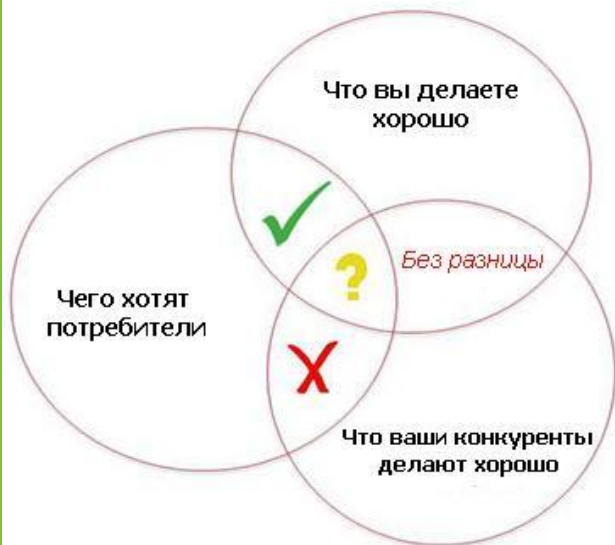 Что вы делаете
хорошо
?
Без разницы
Чего хотят
потребители
X
Что ваши конкуренты
делают хорошо